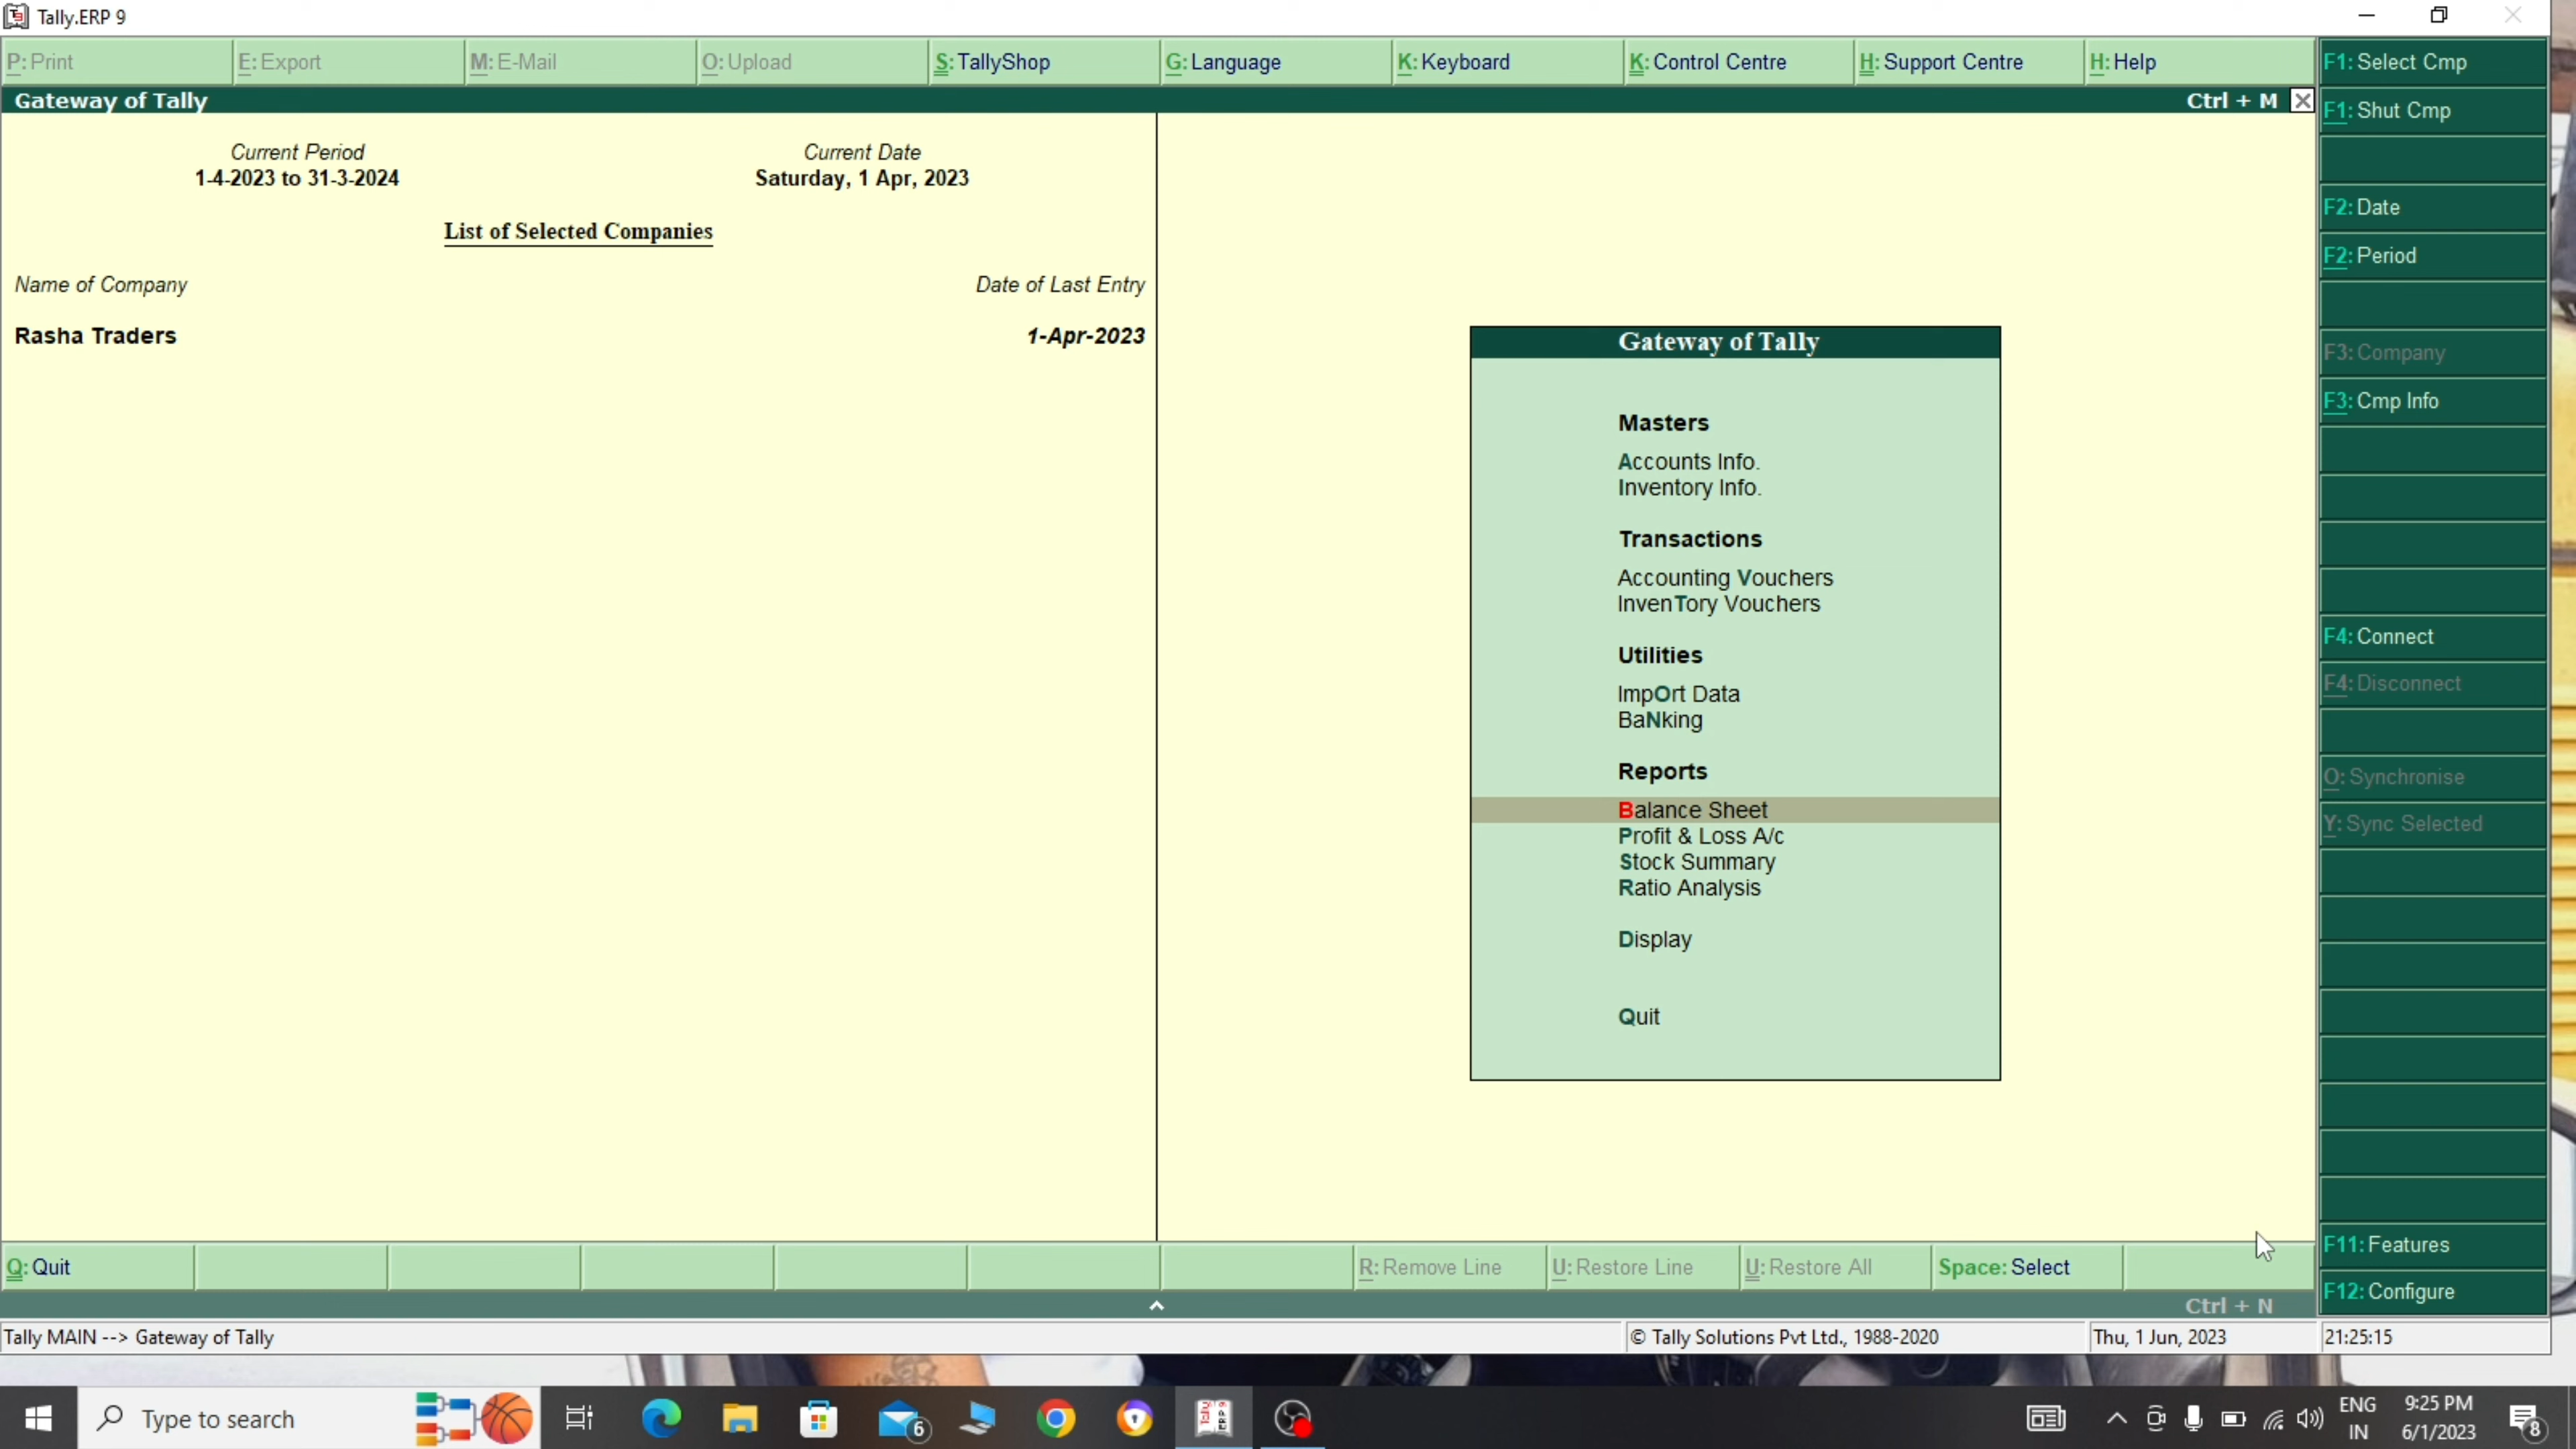 Tally.ERP 9
P: Print E: Export M: E-Mail O: Upload S: TallyShop G: Language K: Keyboard K: Control Centre H: Support Centre H: Help
Gateway of Tally Ctrl + M
Current Period Current Date
1-4-2023 to 31-3-2024 Saturday, 1 Apr, 2023
List of Selected Companies
Name of Company Date of Last Entry
Rasha Traders 1-Apr-2023
Gateway of Tally
Masters
Accounts Info.
Inventory Info.
Transactions
Accounting Vouchers
InvenTory Vouchers
Utilities
ImpOrt Data
BaNking
Reports
Balance Sheet
Profit & Loss A/c
Stock Summary
Ratio Analysis
Display
Quit
F1: Select Cmp
F1: Shut Cmp
F2: Date
F2: Period
F3: Company
F3: Cmp Info
F4: Connect
F4: Disconnect
O: Synchronise
Y: Sync Selected
F11: Features
F12: Configure
Q: Quit R: Remove Line U: Restore Line U: Restore All Space: Select
Ctrl + N
Tally MAIN --> Gateway of Tally © Tally Solutions Pvt Ltd., 1988-2020 Thu, 1 Jun, 2023 21:25:15
Type to search 6 Tally ERP 9 ENG 9:25 PM
IN 6/1/2023 8